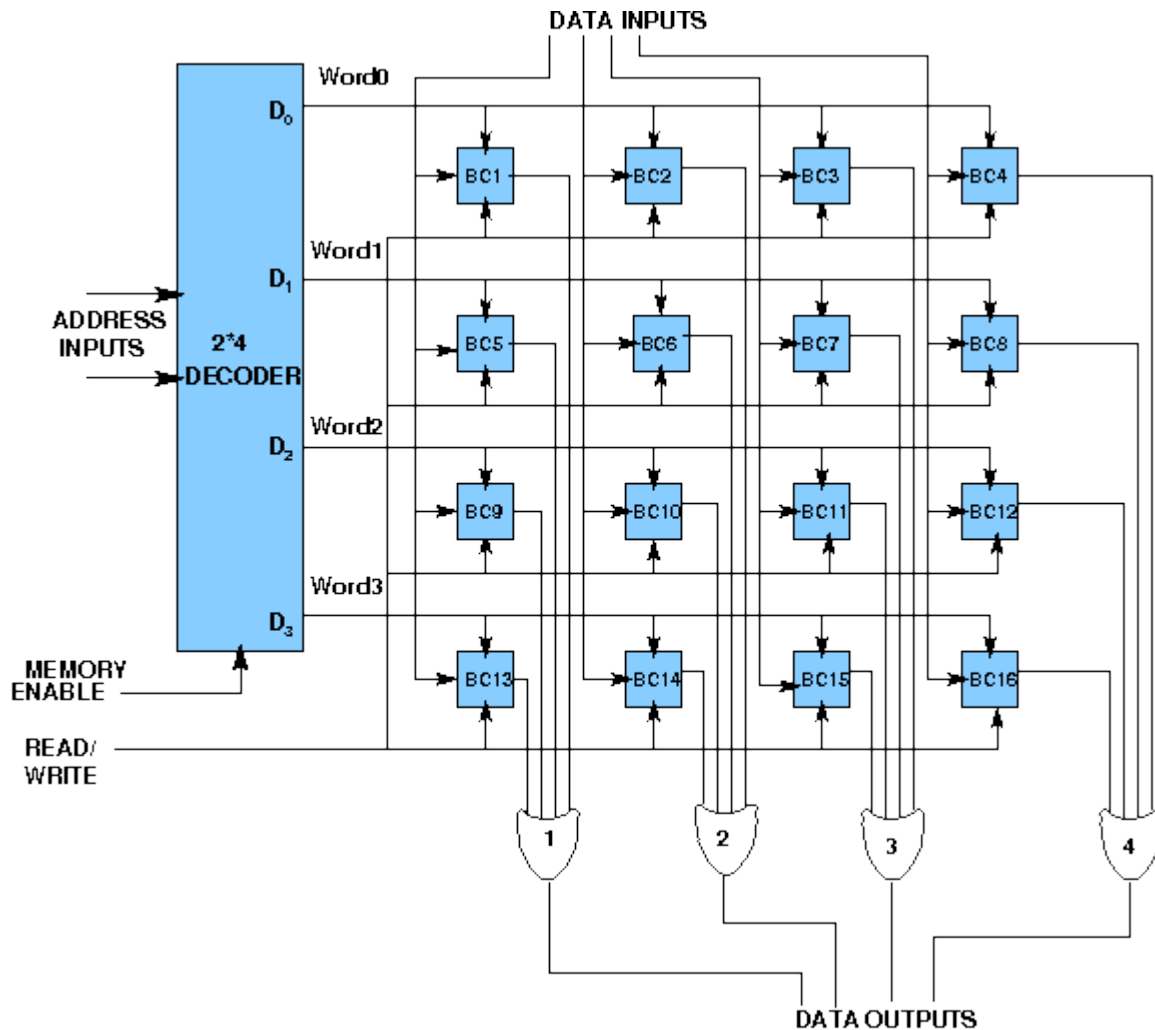 DATA INPUTS
Word0
D0
BC1 BC2 BC3 BC4
Word1
D1
ADDRESS
INPUTS
2*4
DECODER
BC5 BC6 BC7 BC8
Word2
D2
BC9 BC10 BC11 BC12
Word3
D3
MEMORY
ENABLE
BC13 BC14 BC15 BC16
READ/
WRITE
1 2 3 4
DATA OUTPUTS